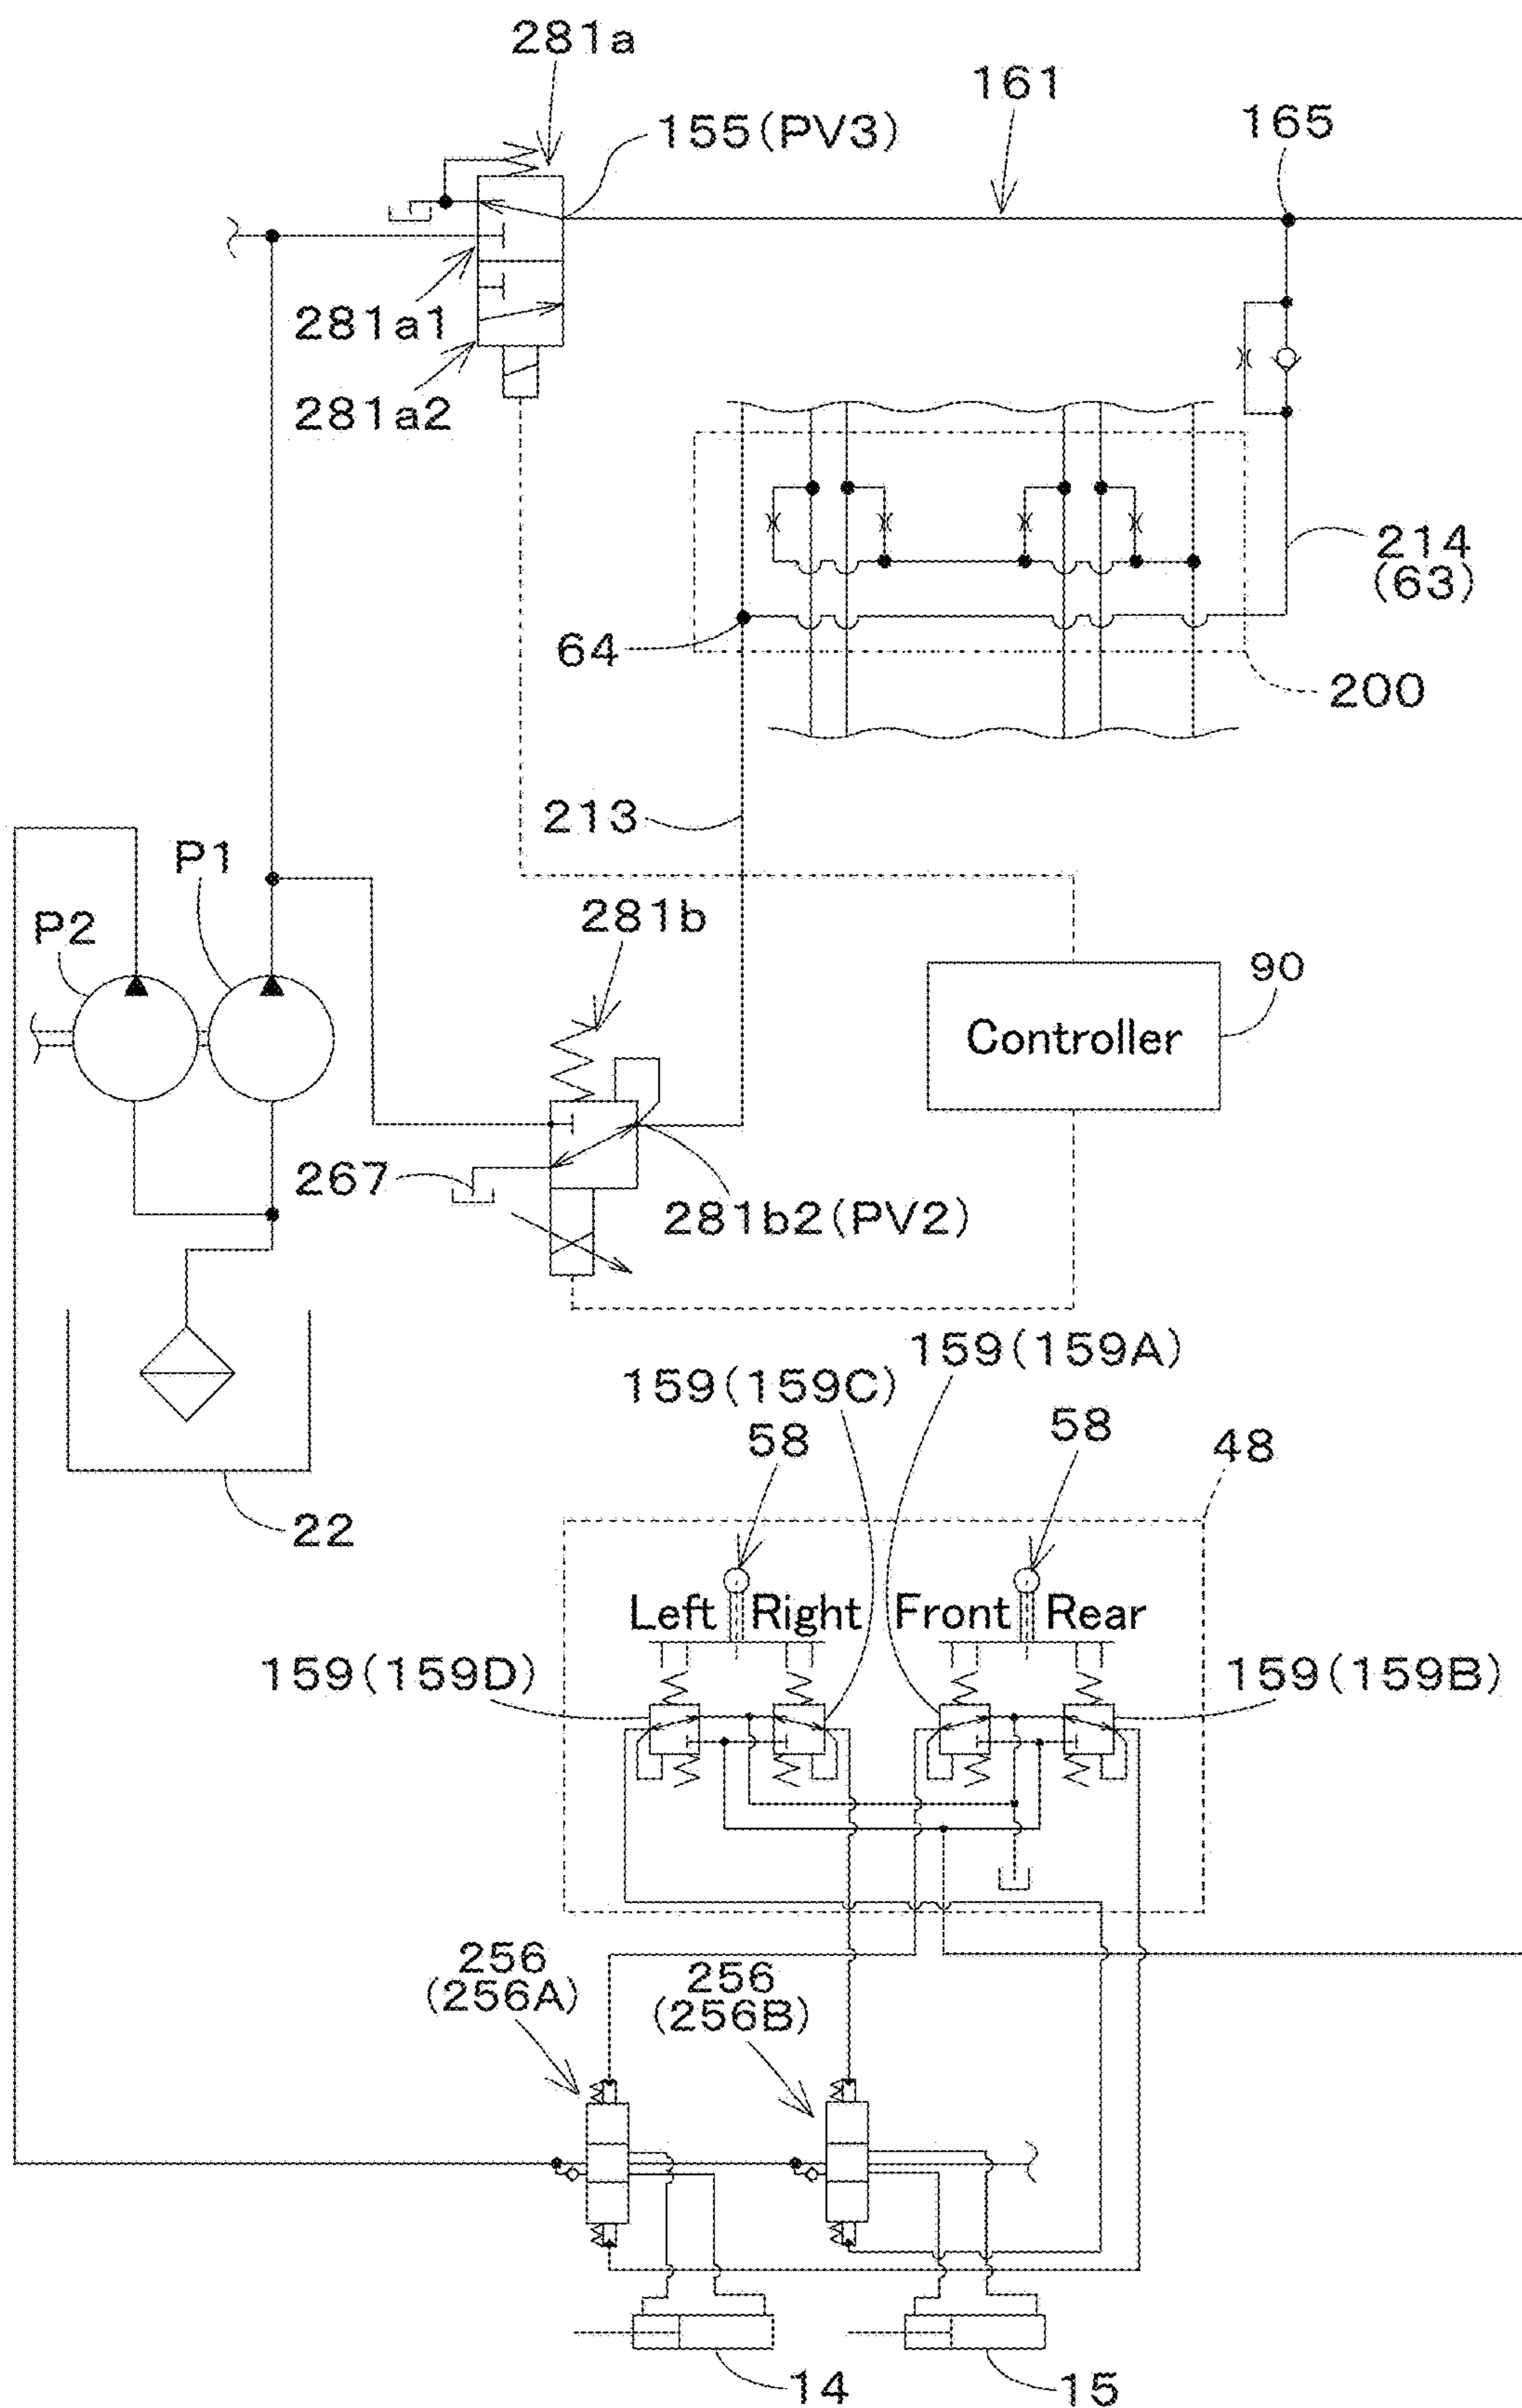 281a
161
155(PV3)
165
281a1
281a2
214
(63)
64
200
213
P1
P2
281b
90
Controller
267
281b2(PV2)
159(159A)
159(159C)
58
58
48
22
Left Right Front Rear
159(159D)
159(159B)
256
(256A)
256
(256B)
14
15